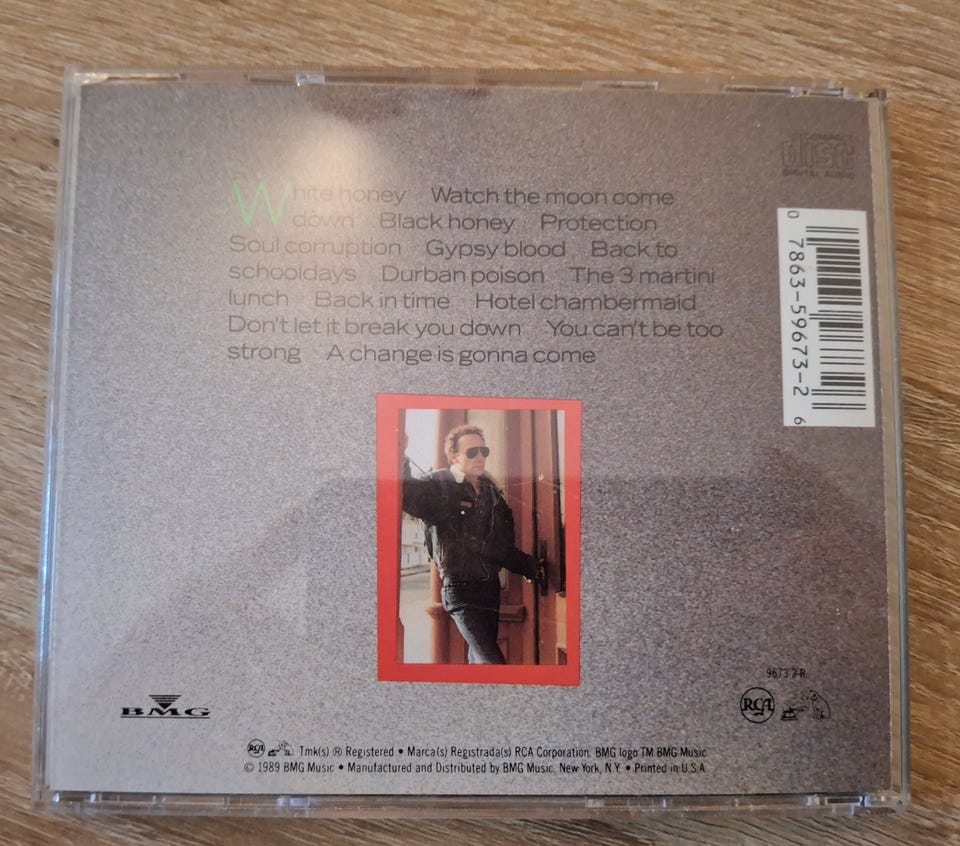 COMPACT
disc
DIGITAL AUDIO
White honey · Watch the moon come
down · Black honey · Protection
Soul corruption · Gypsy blood · Back to
schooldays · Durban poison · The 3 martini
lunch · Back in time · Hotel chambermaid
Don't let it break you down · You can't be too
strong · A change is gonna come
0 7863-59673-2 6
9673-2-R
BMG
RCA
RCA Tmk(s) ® Registered • Marca(s) Registrada(s) RCA Corporation. BMG logo TM BMG Music
© 1989 BMG Music • Manufactured and Distributed by BMG Music, New York, N.Y. • Printed in U.S.A